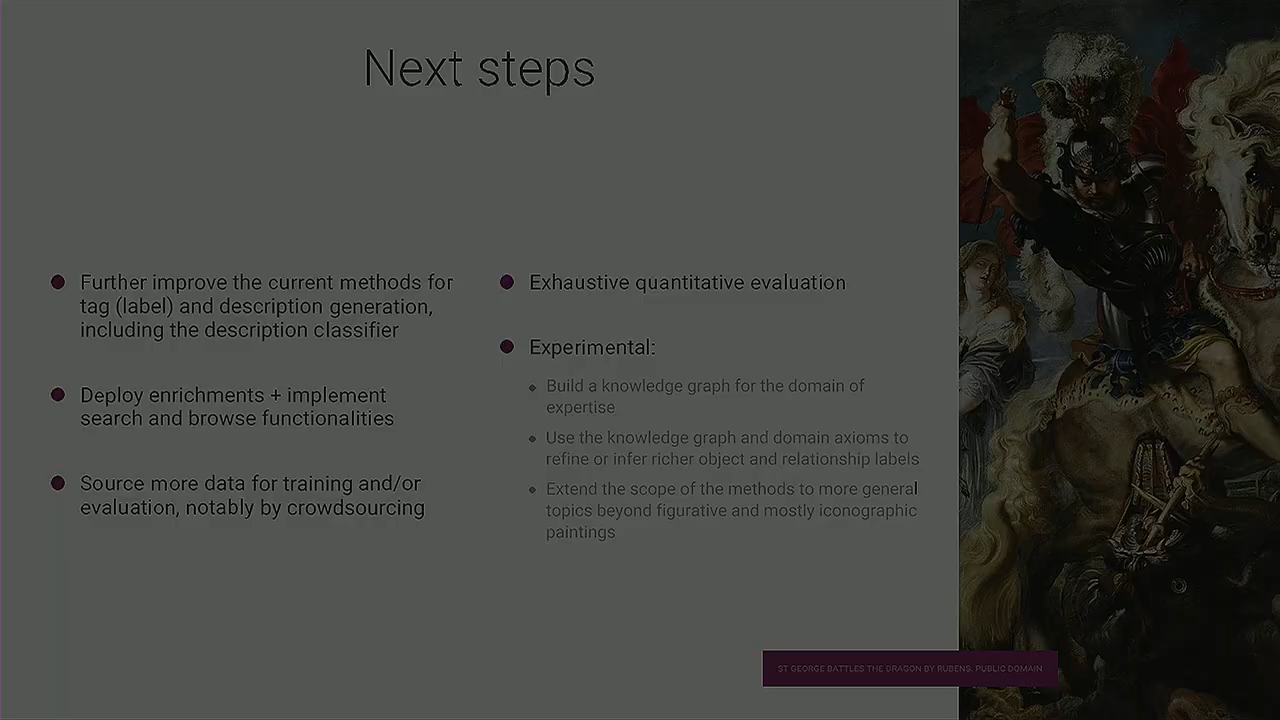 Next steps
Further improve the current methods for
tag (label) and description generation,
including the description classifier
Deploy enrichments + implement
search and browse functionalities
Source more data for training and/or
evaluation, notably by crowdsourcing
Exhaustive quantitative evaluation
Experimental:
Build a knowledge graph for the domain of
expertise
Use the knowledge graph and domain axioms to
refine or infer richer object and relationship labels
Extend the scope of the methods to more general
topics beyond figurative and mostly iconographic
paintings
ST GEORGE BATTLES THE DRAGON BY RUBENS. PUBLIC DOMAIN